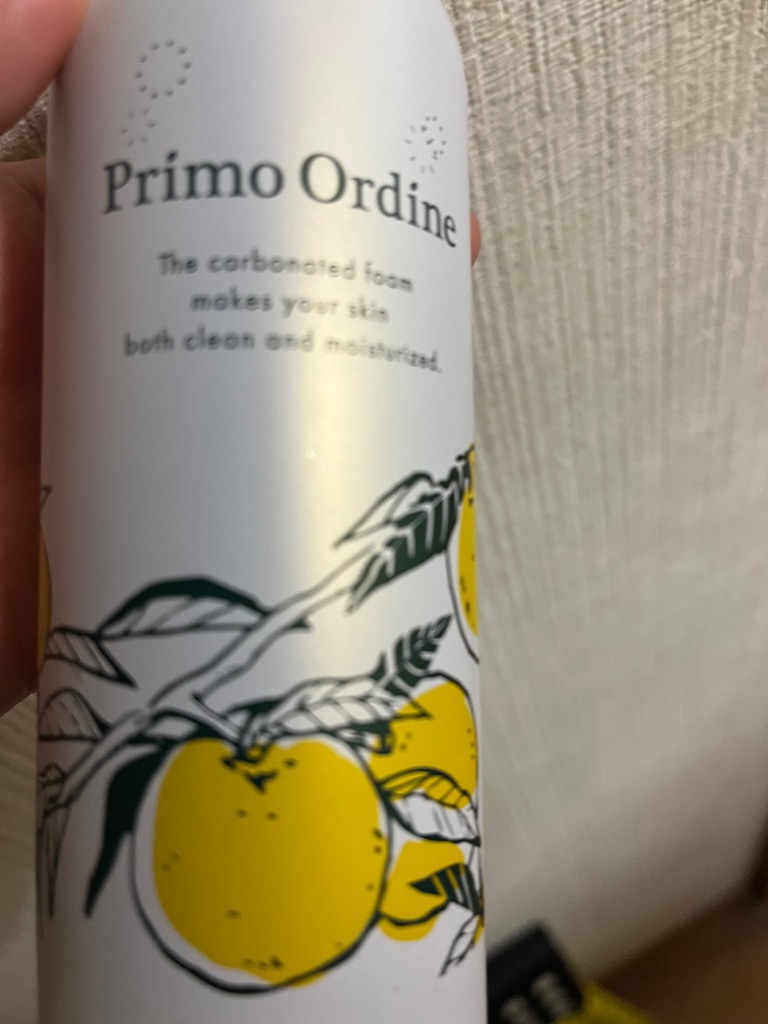 Primo Ordine
The carbonated foam
makes your skin
both clean and moisturized.